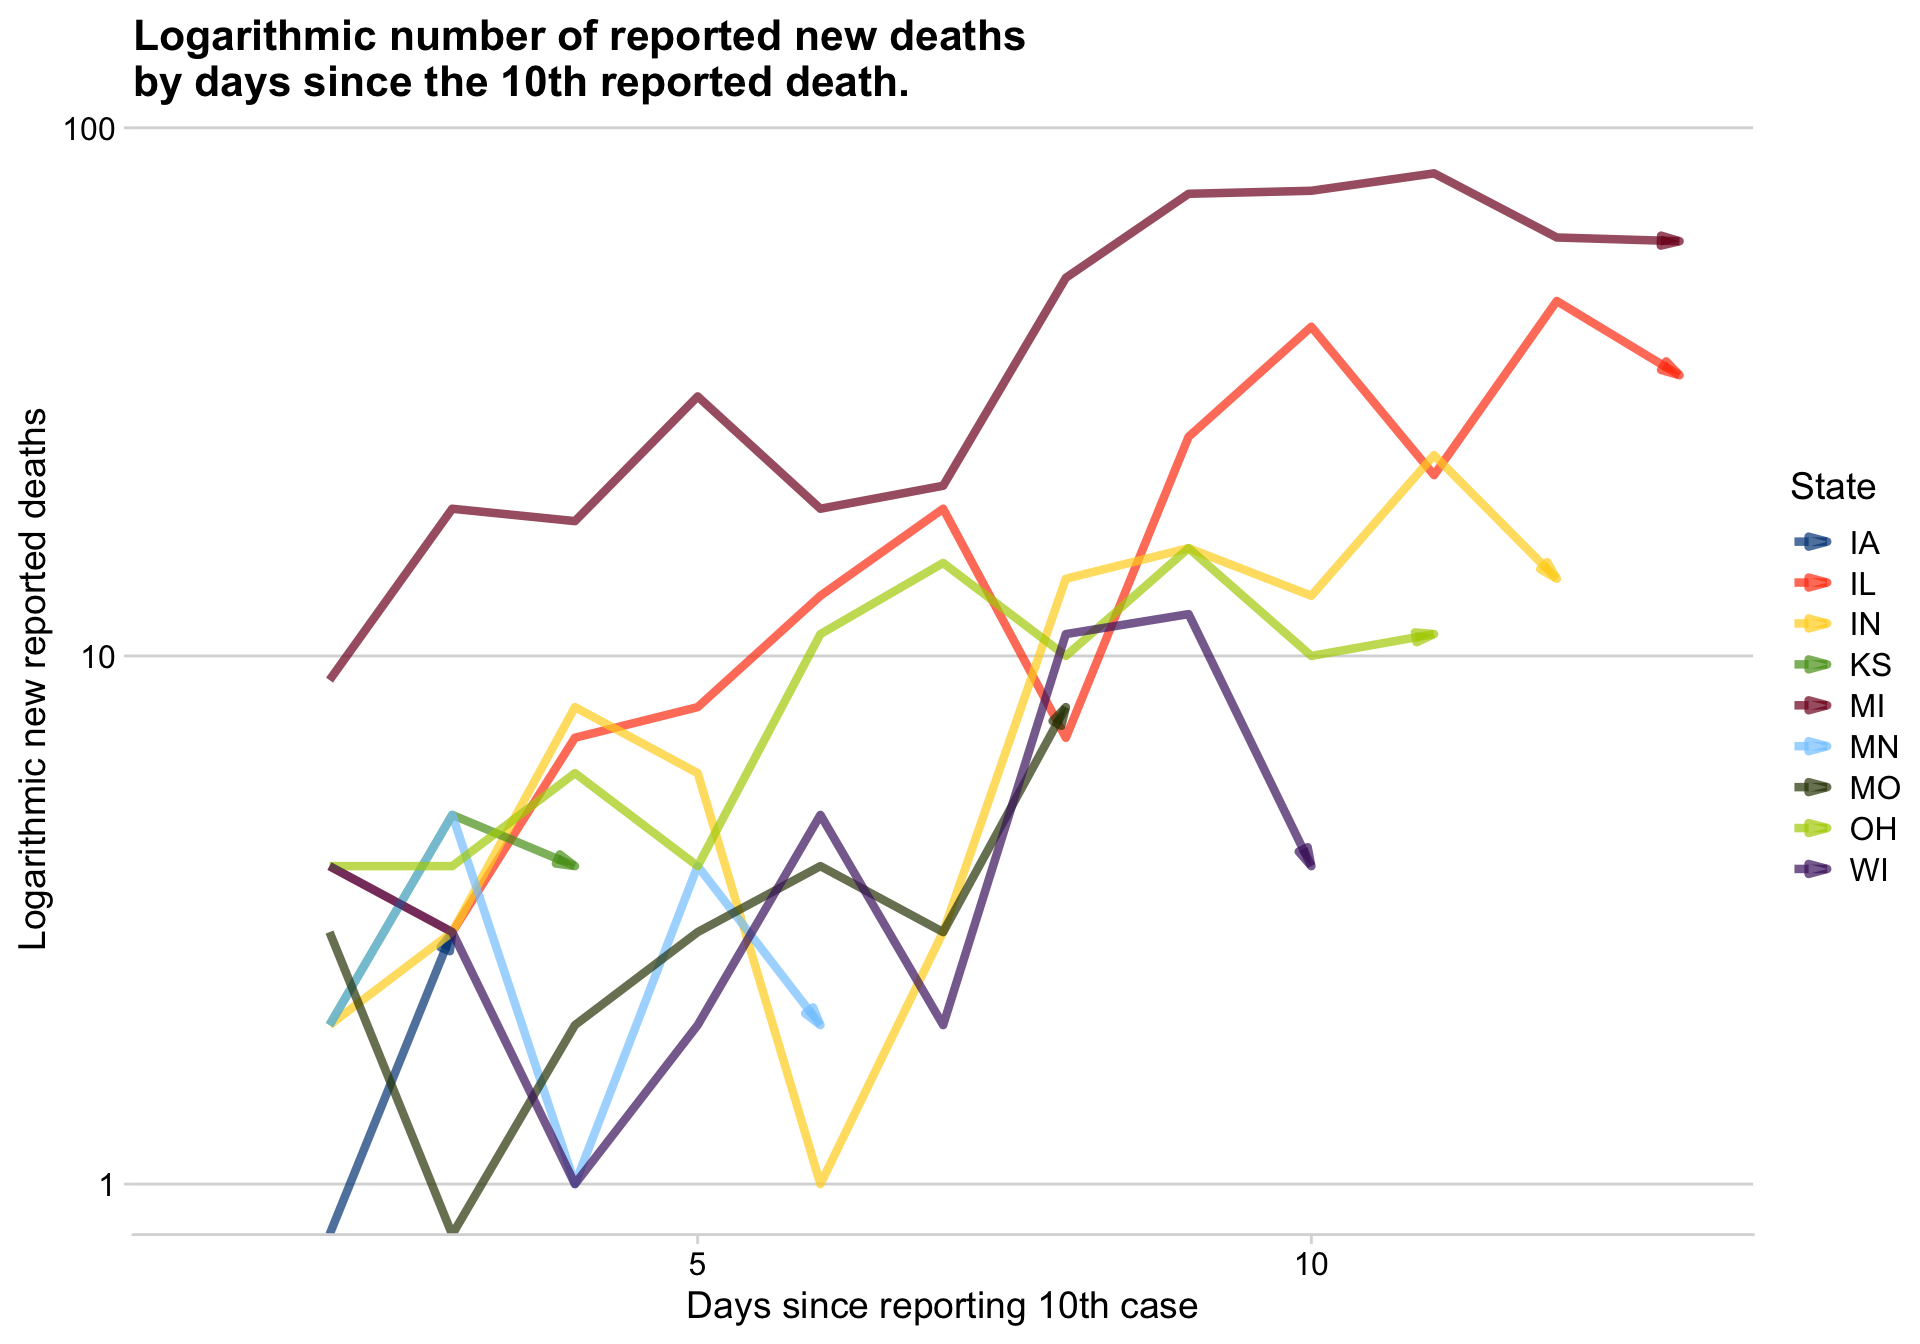 Logarithmic number of reported new deaths
by days since the 10th reported death.
100
10
1
Logarithmic new reported deaths
5
10
Days since reporting 10th case
State
IA
IL
IN
KS
MI
MN
MO
OH
WI